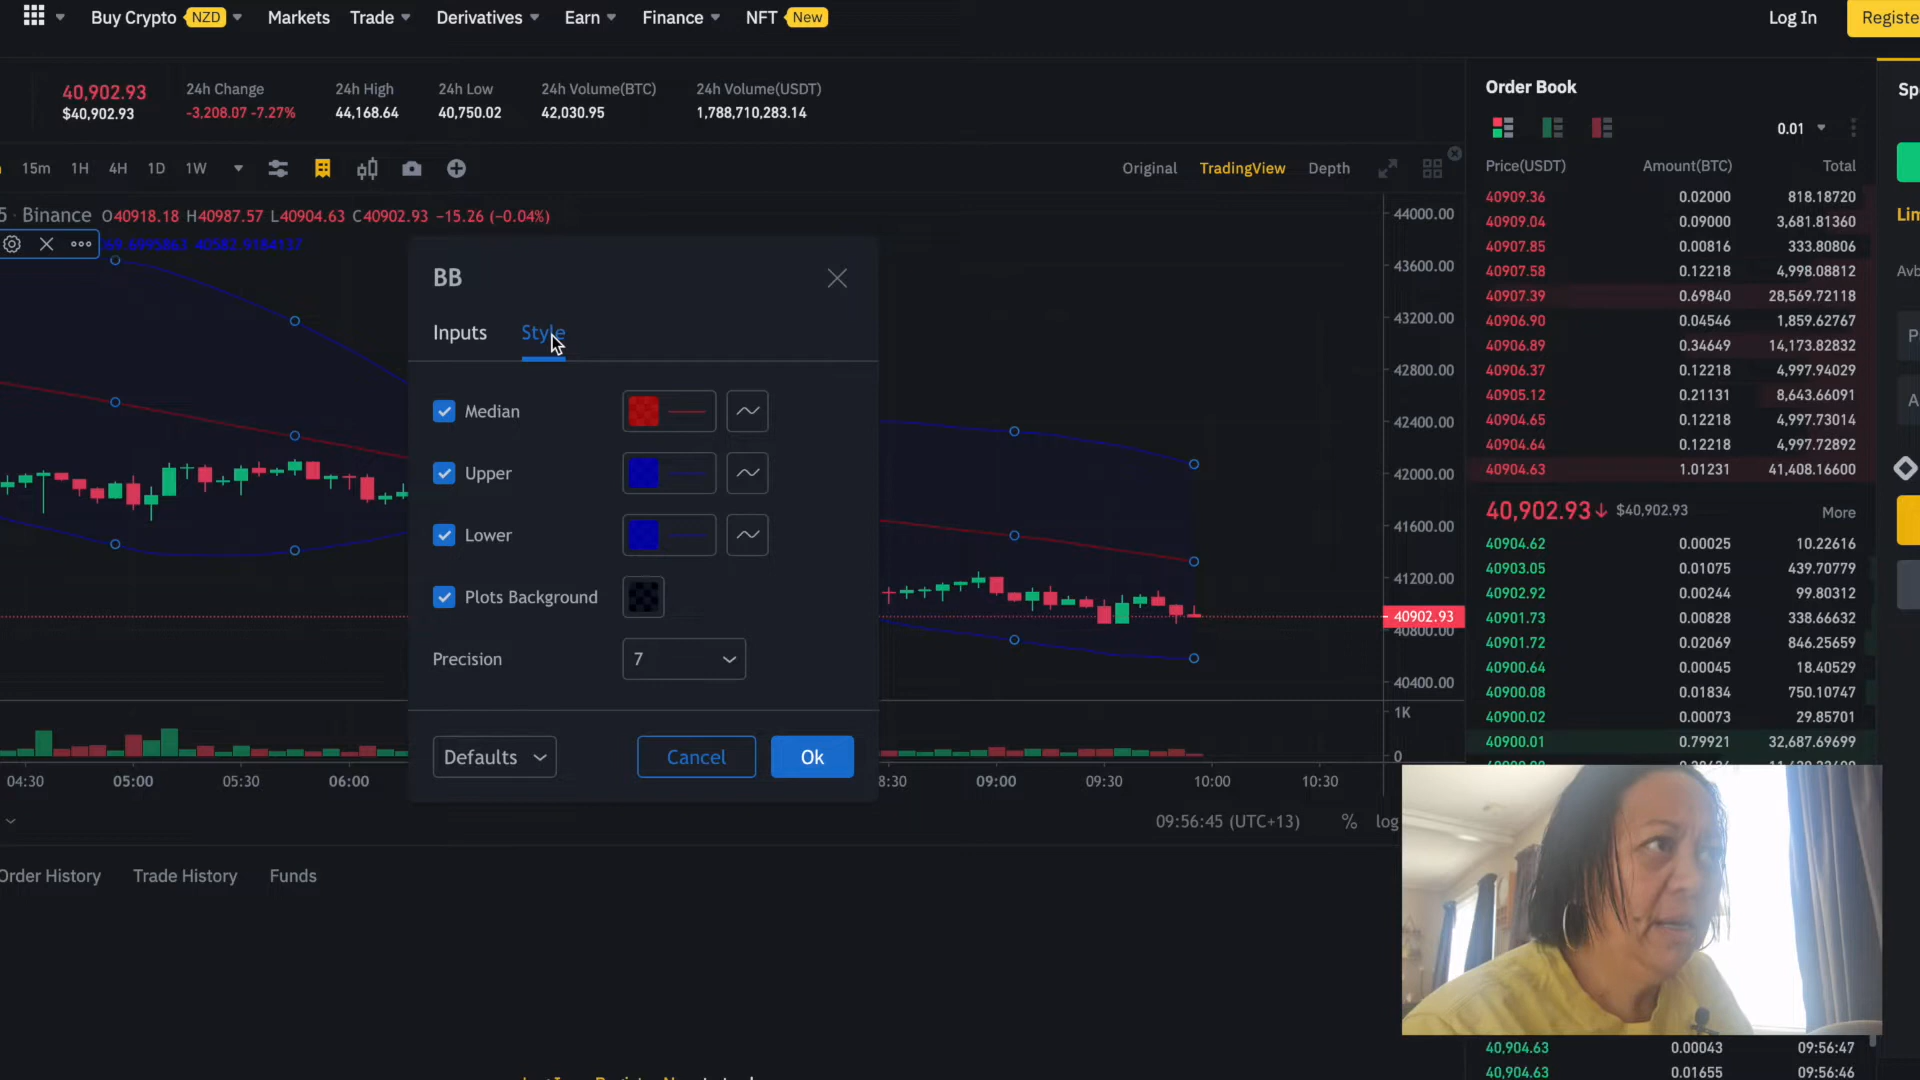 Buy Crypto NZD Markets Trade Derivatives Earn Finance NFT New Log In Registe
40,902.93
$40,902.93
24h Change
-3,208.07 -7.27%
24h High
44,168.64
24h Low
40,750.02
24h Volume(BTC)
42,030.95
24h Volume(USDT)
1,788,710,283.14
15m 1H 4H 1D 1W Original TradingView Depth
5 · Binance O40918.18 H40987.57 L40904.63 C40902.93 −15.26 (−0.04%)
69.6995863 40582.9184137
BB
Inputs Style
Median
Upper
Lower
Plots Background
Precision 7
Defaults Cancel Ok
44000.00
43600.00
43200.00
42800.00
42400.00
42000.00
41600.00
41200.00
40902.93
40800.00
40400.00
1K
0
04:30 05:00 05:30 06:00 8:30 09:00 09:30 10:00 10:30
09:56:45 (UTC+13) % log
Order History Trade History Funds
Order Book
0.01
Price(USDT) Amount(BTC) Total
40909.36 0.02000 818.18720
40909.04 0.09000 3,681.81360
40907.85 0.00816 333.80806
40907.58 0.12218 4,998.08812
40907.39 0.69840 28,569.72118
40906.90 0.04546 1,859.62767
40906.89 0.34649 14,173.82832
40906.37 0.12218 4,997.94029
40905.12 0.21131 8,643.66091
40904.65 0.12218 4,997.73014
40904.64 0.12218 4,997.72892
40904.63 1.01231 41,408.16600
40,902.93↓ $40,902.93 More
40904.62 0.00025 10.22616
40903.05 0.01075 439.70779
40902.92 0.00244 99.80312
40901.73 0.00828 338.66632
40901.72 0.02069 846.25659
40900.64 0.00045 18.40529
40900.08 0.01834 750.10747
40900.02 0.00073 29.85701
40900.01 0.79921 32,687.69699
40,904.63 0.00043 09:56:47
40,904.63 0.01655 09:56:46
Sp
Lim
Avb
P
A